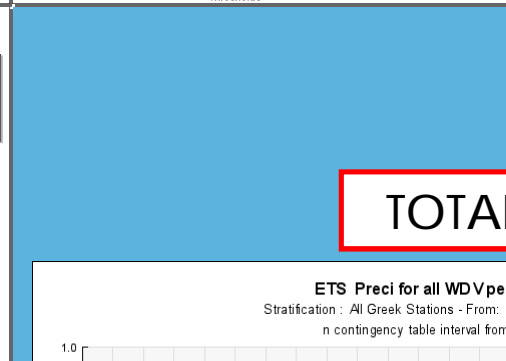 TOTAL
ETS Preci for all WDV pe
Stratification : All Greek Stations - From:
n contingency table interval from
1.0